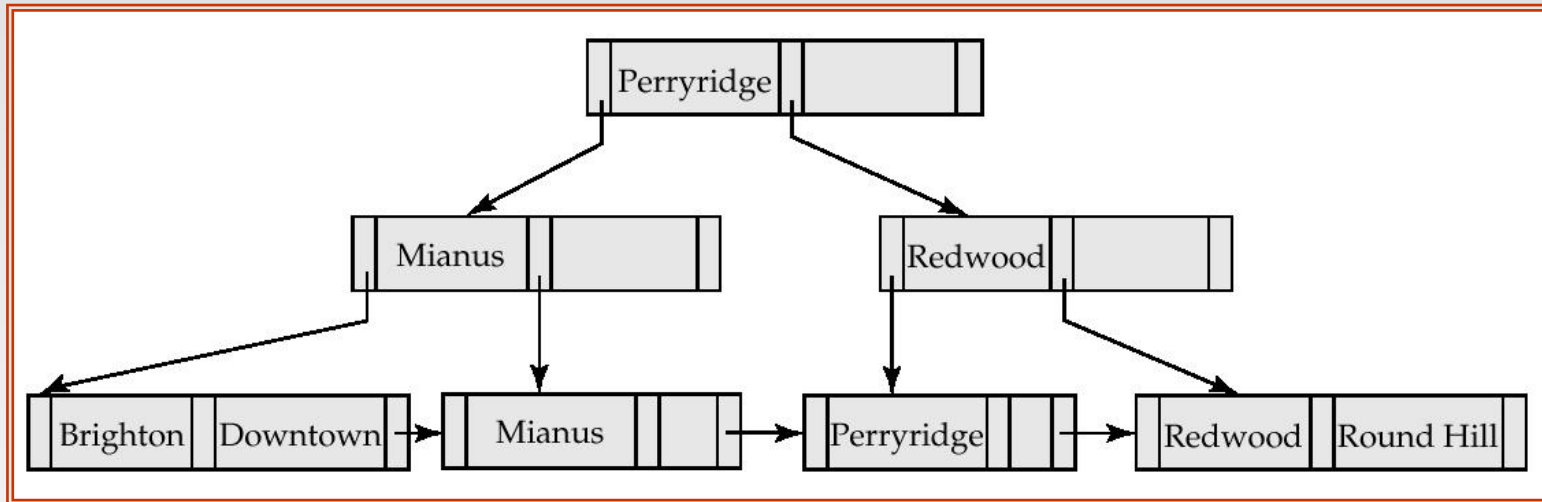 Perryridge
Mianus
Redwood
Brighton Downtown
Mianus
Perryridge
Redwood Round Hill